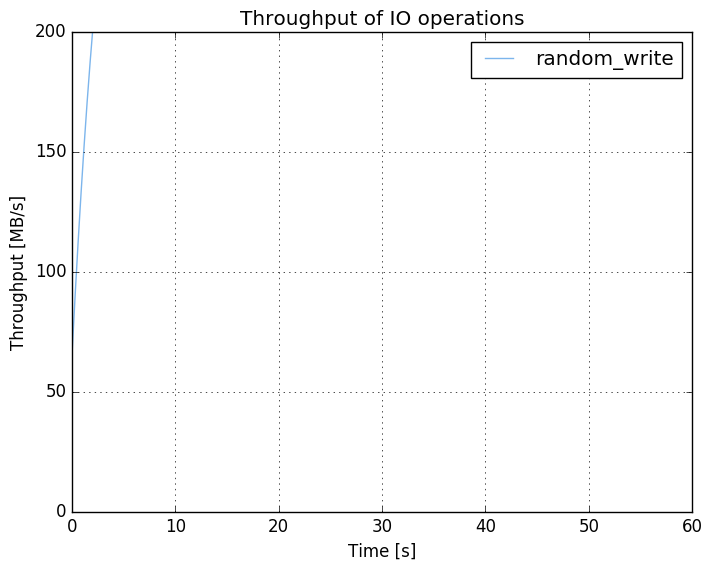 Throughput of IO operations
random_write
Throughput [MB/s]
200
150
100
50
0
0 10 20 30 40 50 60
Time [s]